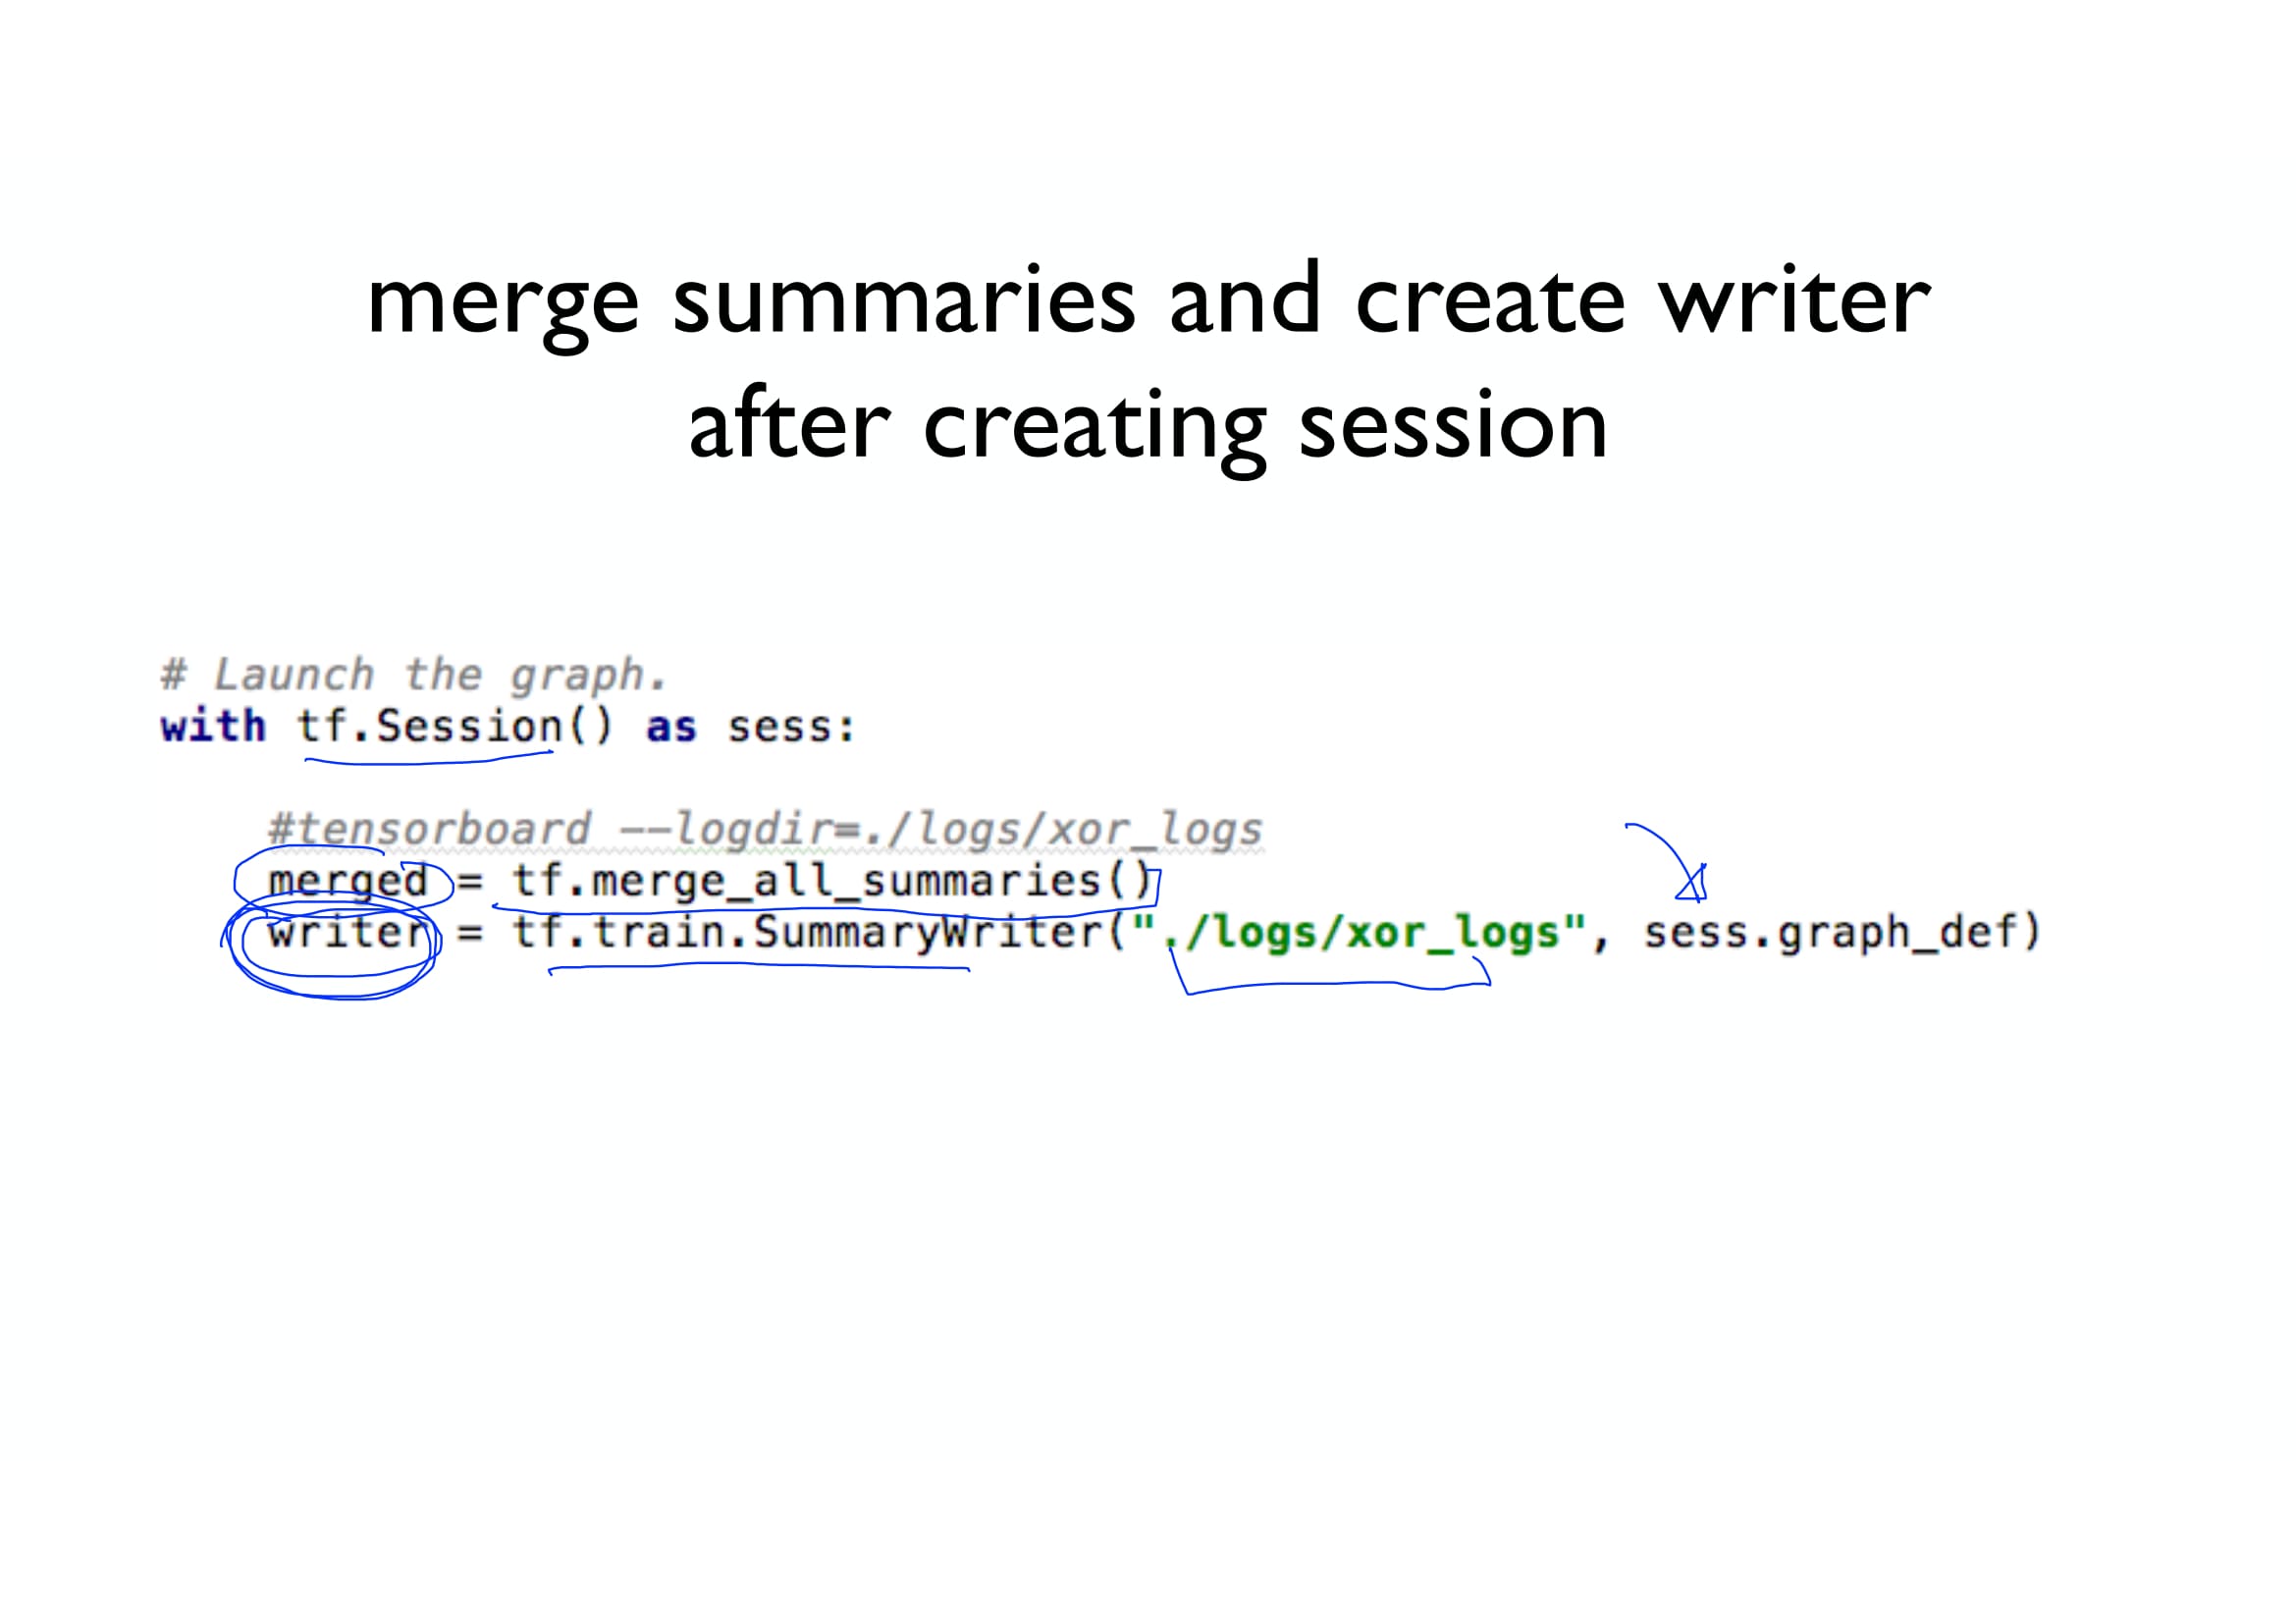 merge summaries and create writer
after creating session
# Launch the graph.
with tf.Session() as sess:
#tensorboard --logdir=./logs/xor_logs
merged = tf.merge_all_summaries()
writer = tf.train.SummaryWriter("./logs/xor_logs", sess.graph_def)